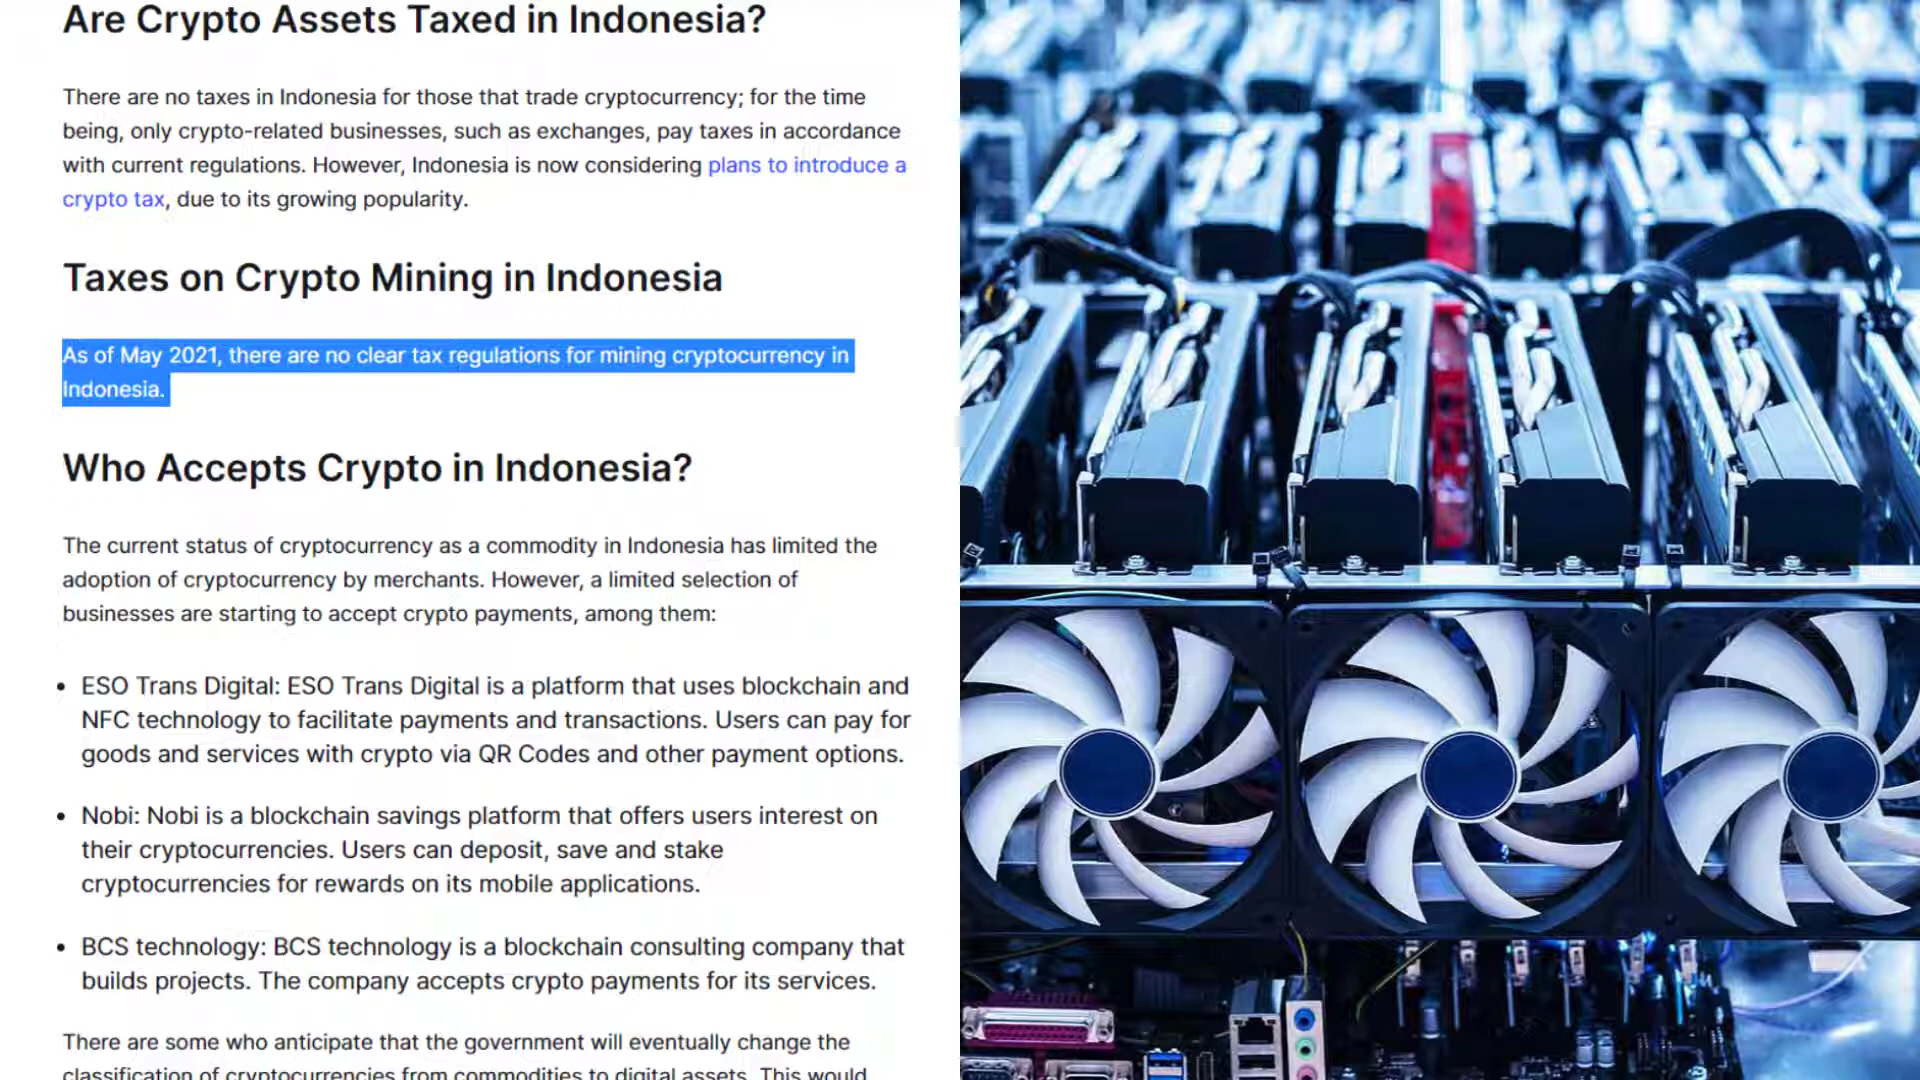 Are Crypto Assets Taxed in Indonesia?
There are no taxes in Indonesia for those that trade cryptocurrency; for the time
being, only crypto-related businesses, such as exchanges, pay taxes in accordance
with current regulations. However, Indonesia is now considering plans to introduce a
crypto tax, due to its growing popularity.
Taxes on Crypto Mining in Indonesia
As of May 2021, there are no clear tax regulations for mining cryptocurrency in
Indonesia.
Who Accepts Crypto in Indonesia?
The current status of cryptocurrency as a commodity in Indonesia has limited the
adoption of cryptocurrency by merchants. However, a limited selection of
businesses are starting to accept crypto payments, among them:
• ESO Trans Digital: ESO Trans Digital is a platform that uses blockchain and
NFC technology to facilitate payments and transactions. Users can pay for
goods and services with crypto via QR Codes and other payment options.
• Nobi: Nobi is a blockchain savings platform that offers users interest on
their cryptocurrencies. Users can deposit, save and stake
cryptocurrencies for rewards on its mobile applications.
• BCS technology: BCS technology is a blockchain consulting company that
builds projects. The company accepts crypto payments for its services.
There are some who anticipate that the government will eventually change the
classification of cryptocurrencies from commodities to digital assets. This would